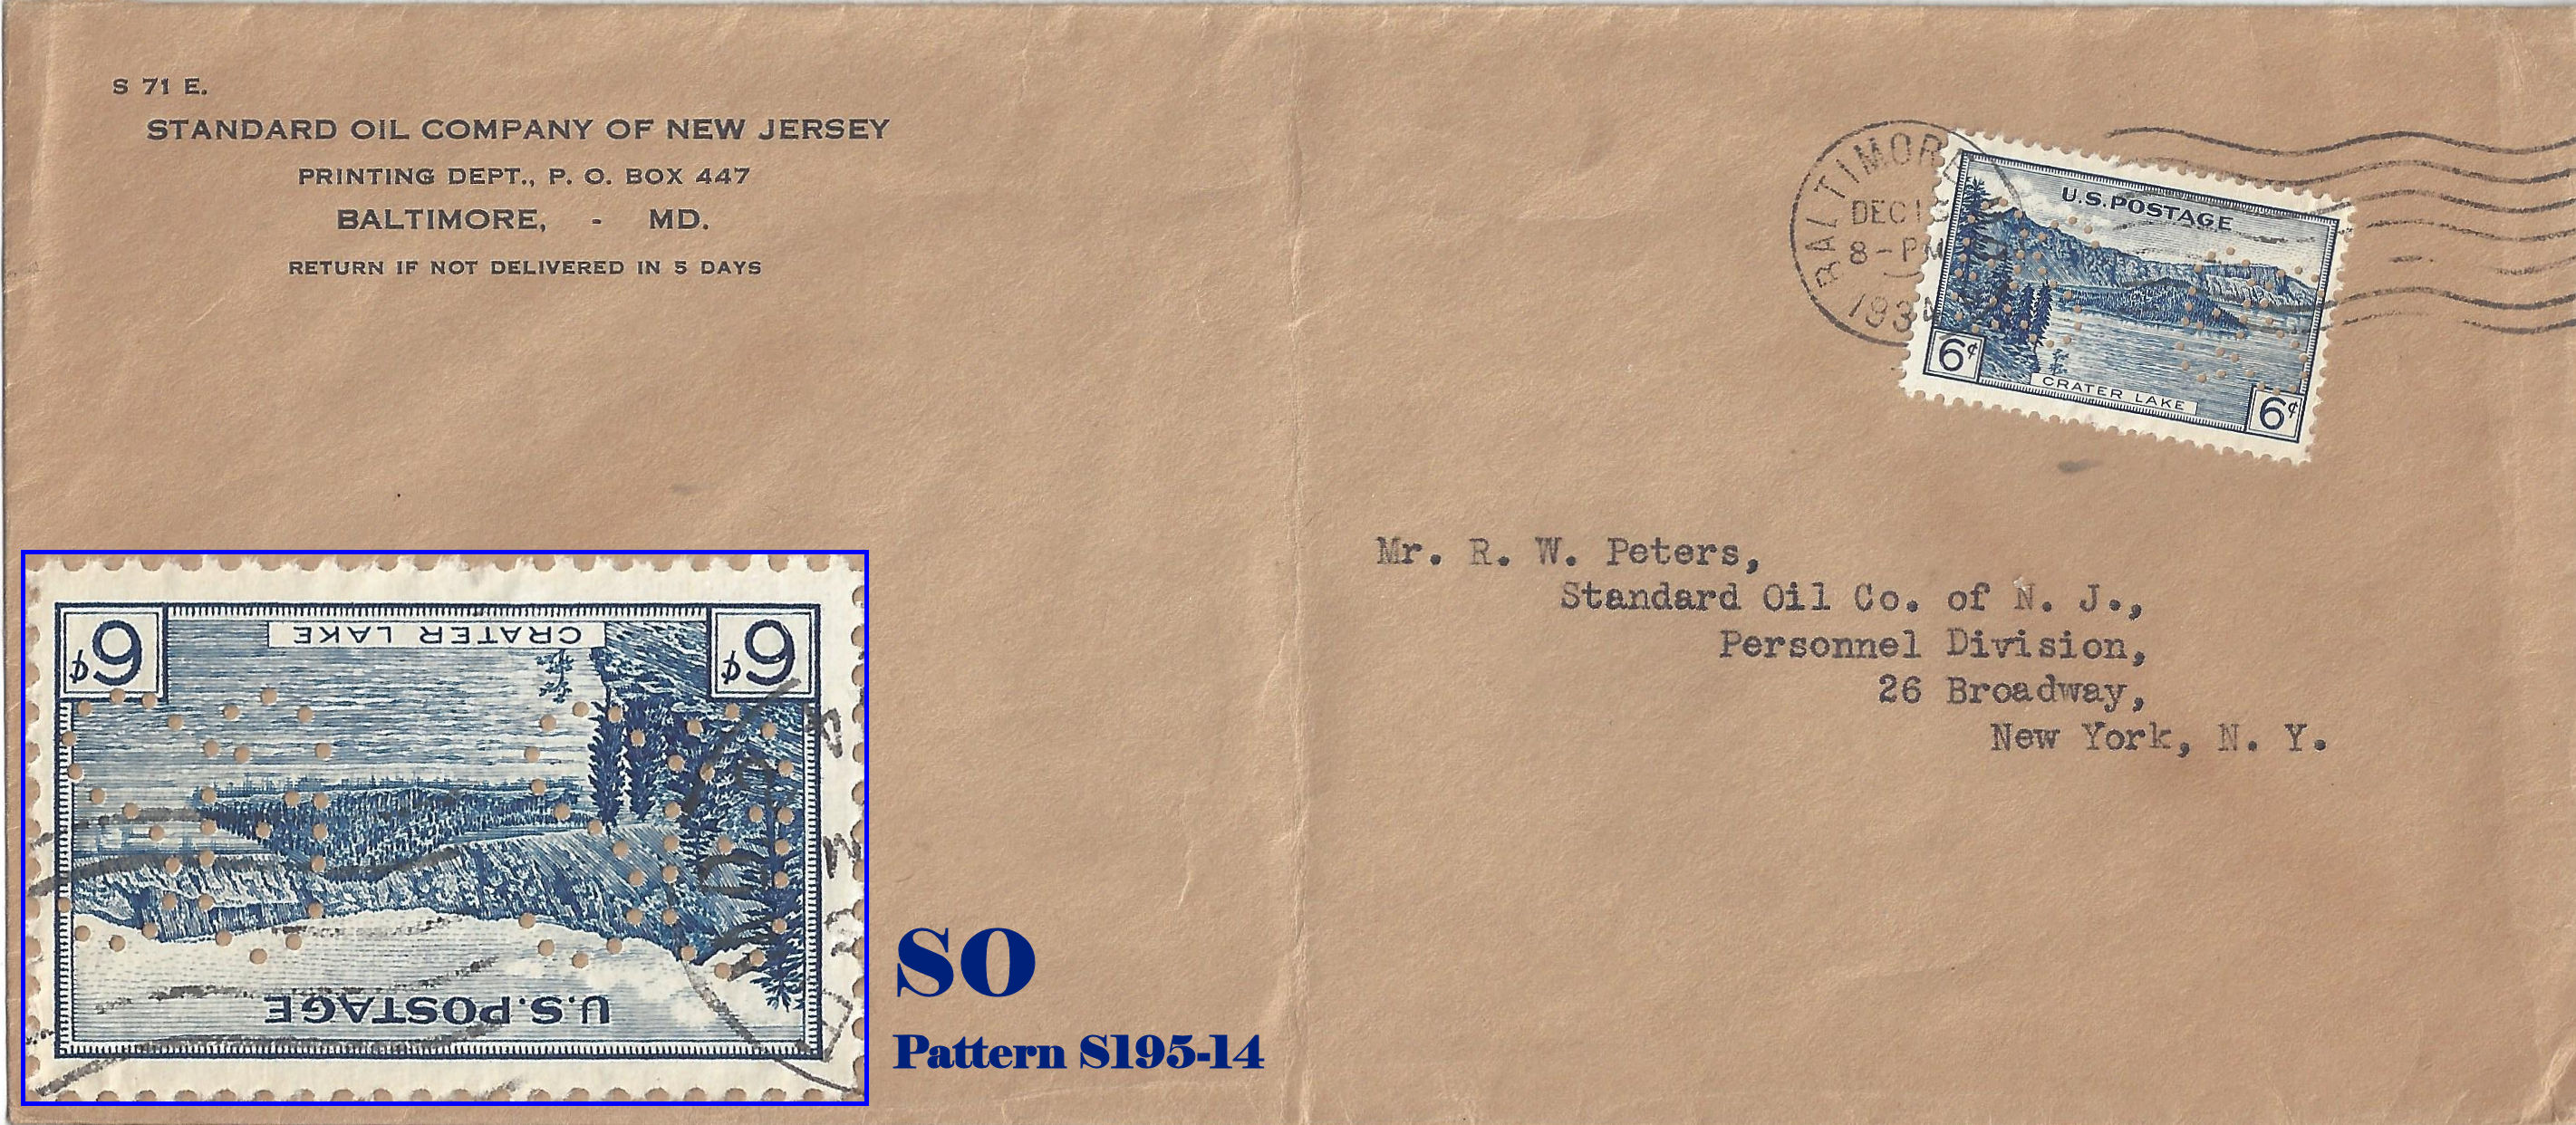 S 71 E.
STANDARD OIL COMPANY OF NEW JERSEY
PRINTING DEPT., P. O. BOX 447
BALTIMORE, - MD.
RETURN IF NOT DELIVERED IN 5 DAYS
BALTIMORE
DEC
8-PM
1934
U.S. POSTAGE
6¢
CRATER LAKE
6¢
Mr. R. W. Peters,
Standard Oil Co. of N. J.,
Personnel Division,
26 Broadway,
New York, N. Y.
6¢
CRATER LAKE
6¢
U.S. POSTAGE
SO
Pattern S195-14